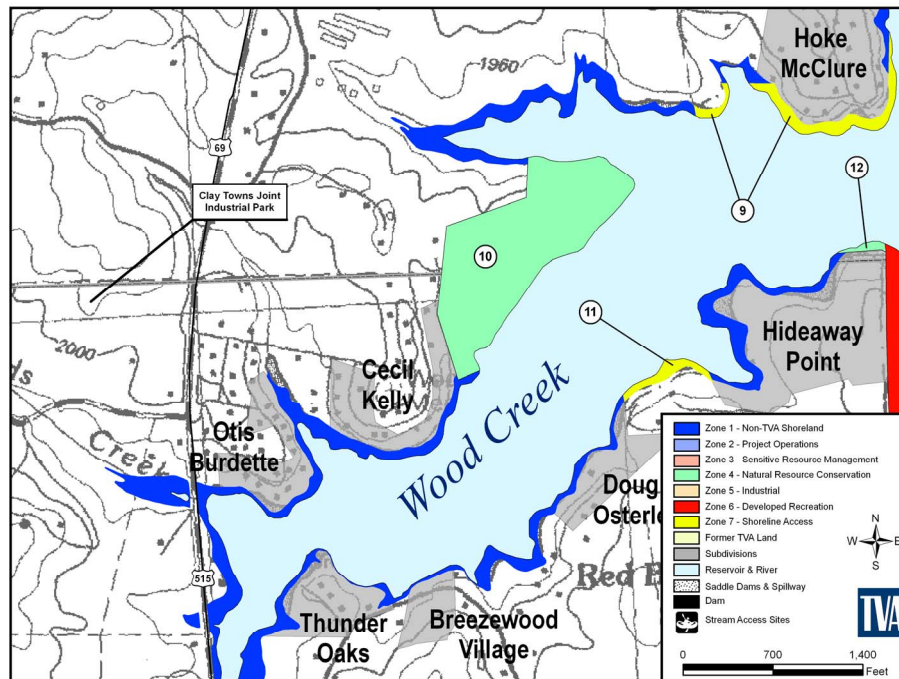 Hoke
McClure
1960
69
12
Clay Towns Joint
Industrial Park
9
10
11
Hideaway
Point
2000
Cecil
Kelly
Otis
Burdette
Creek
Wood Creek
Doug
Osterle
515
Red B
Thunder
Oaks
Breezewood
Village
Zone 1 - Non-TVA Shoreland
Zone 2 - Project Operations
Zone 3 - Sensitive Resource Management
Zone 4 - Natural Resource Conservation
Zone 5 - Industrial
Zone 6 - Developed Recreation
Zone 7 - Shoreline Access
Former TVA Land
Subdivisions
Reservoir & River
Saddle Dams & Spillway
Dam
Stream Access Sites
N
W E
S
TVA
0 700 1,400
Feet